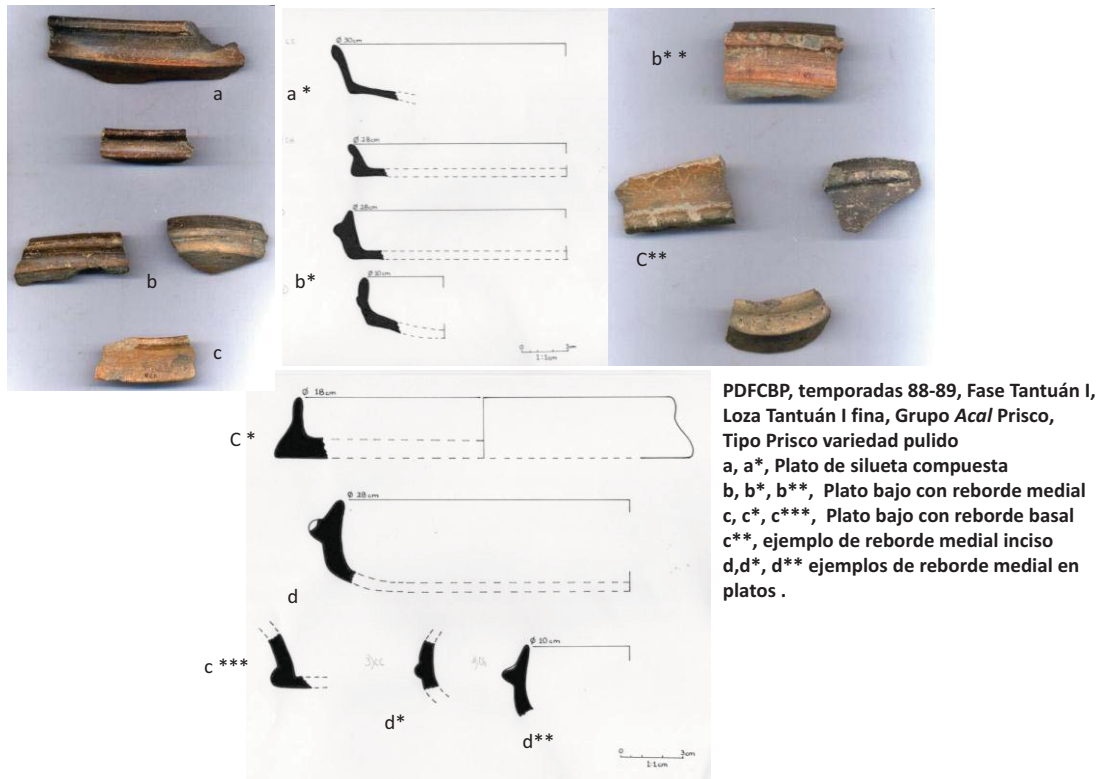 a
b
c
Ø 30cm
a *
Ø 28cm
Ø 28cm
b*
Ø 10cm
0 3cm
1:1cm
b* *
C**
Ø 18cm
C *
Ø 28cm
d
c ***
d*
Ø 10cm
d**
0 3cm
1:1cm
PDFCBP, temporadas 88-89, Fase Tantuán I,
Loza Tantuán I fina, Grupo Acal Prisco,
Tipo Prisco variedad pulido
a, a*, Plato de silueta compuesta
b, b*, b**, Plato bajo con reborde medial
c, c*, c***, Plato bajo con reborde basal
c**, ejemplo de reborde medial inciso
d,d*, d** ejemplos de reborde medial en
platos .